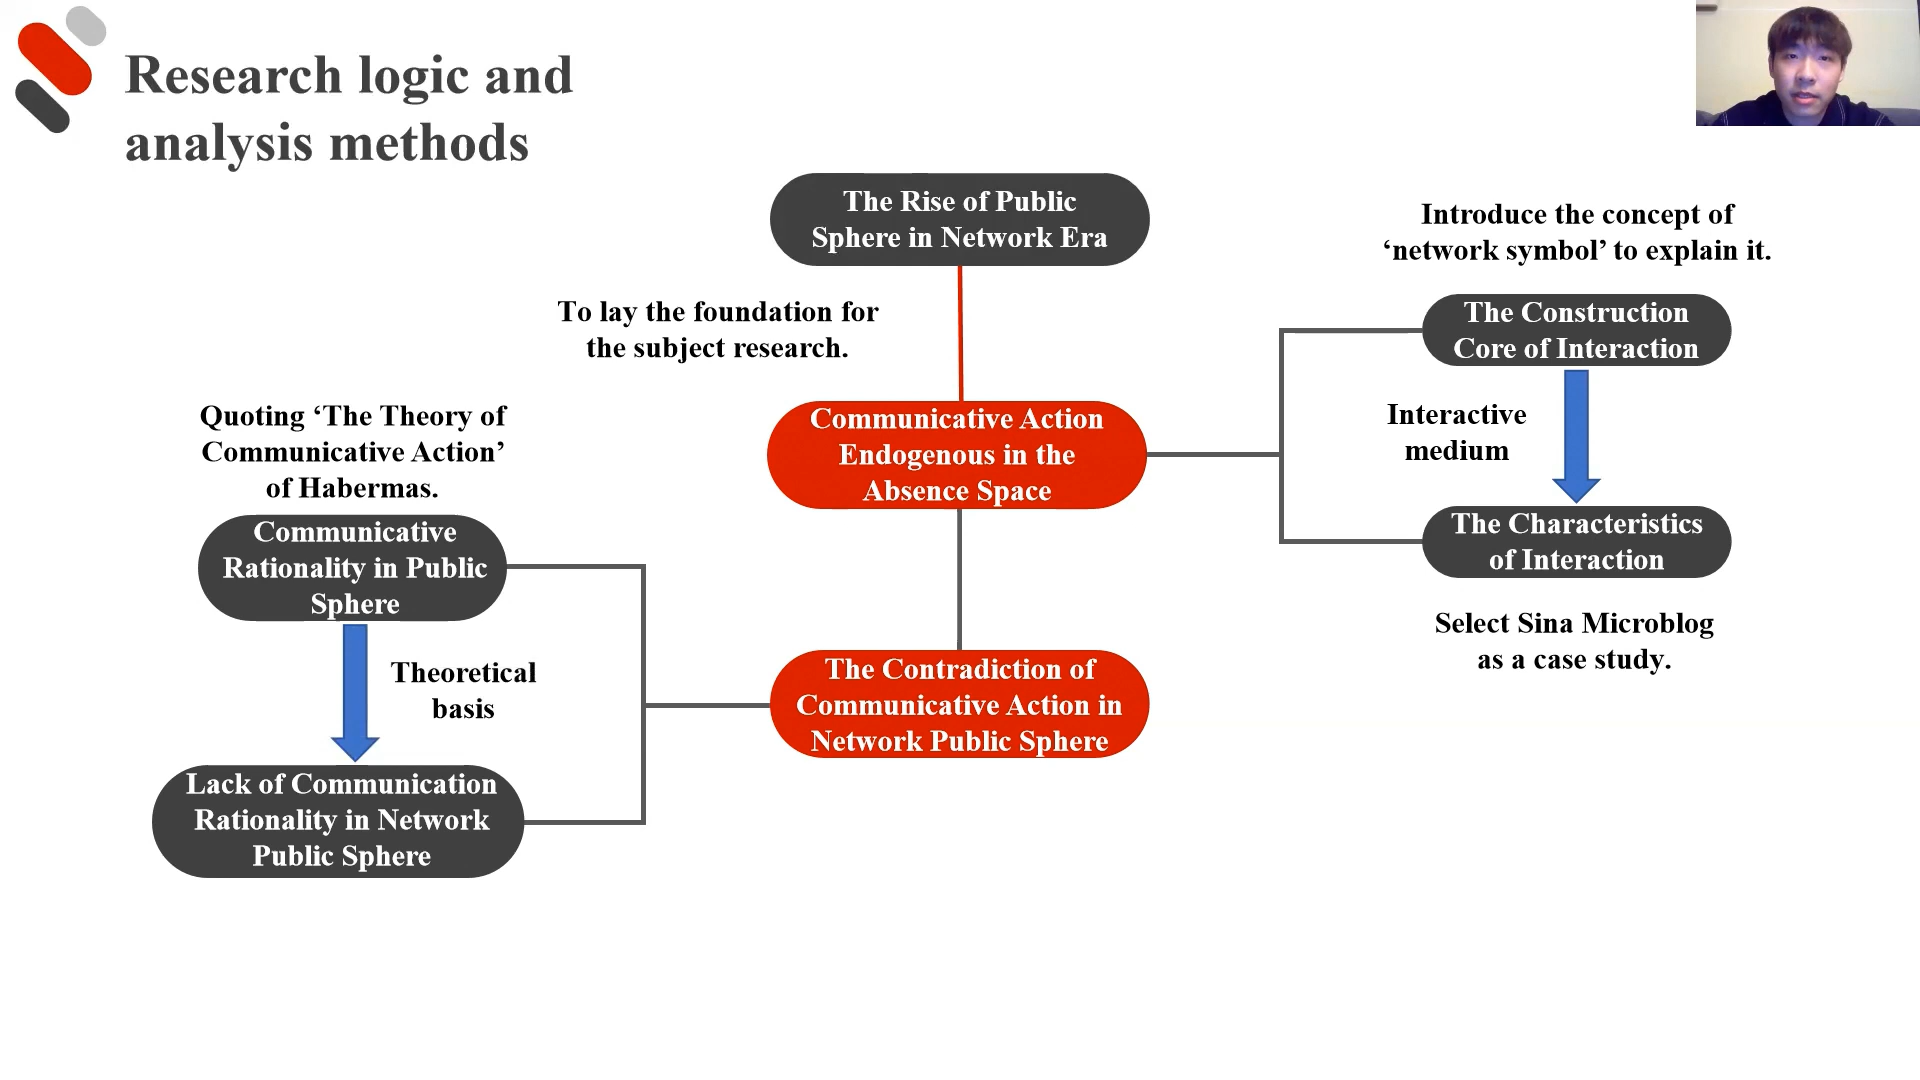 Research logic and
analysis methods
The Rise of Public
Sphere in Network Era
To lay the foundation for
the subject research.
Communicative Action
Endogenous in the
Absence Space
Introduce the concept of
‘network symbol’ to explain it.
The Construction
Core of Interaction
Interactive
medium
The Characteristics
of Interaction
Select Sina Microblog
as a case study.
Quoting ‘The Theory of
Communicative Action’
of Habermas.
Communicative
Rationality in Public
Sphere
Theoretical
basis
Lack of Communication
Rationality in Network
Public Sphere
The Contradiction of
Communicative Action in
Network Public Sphere